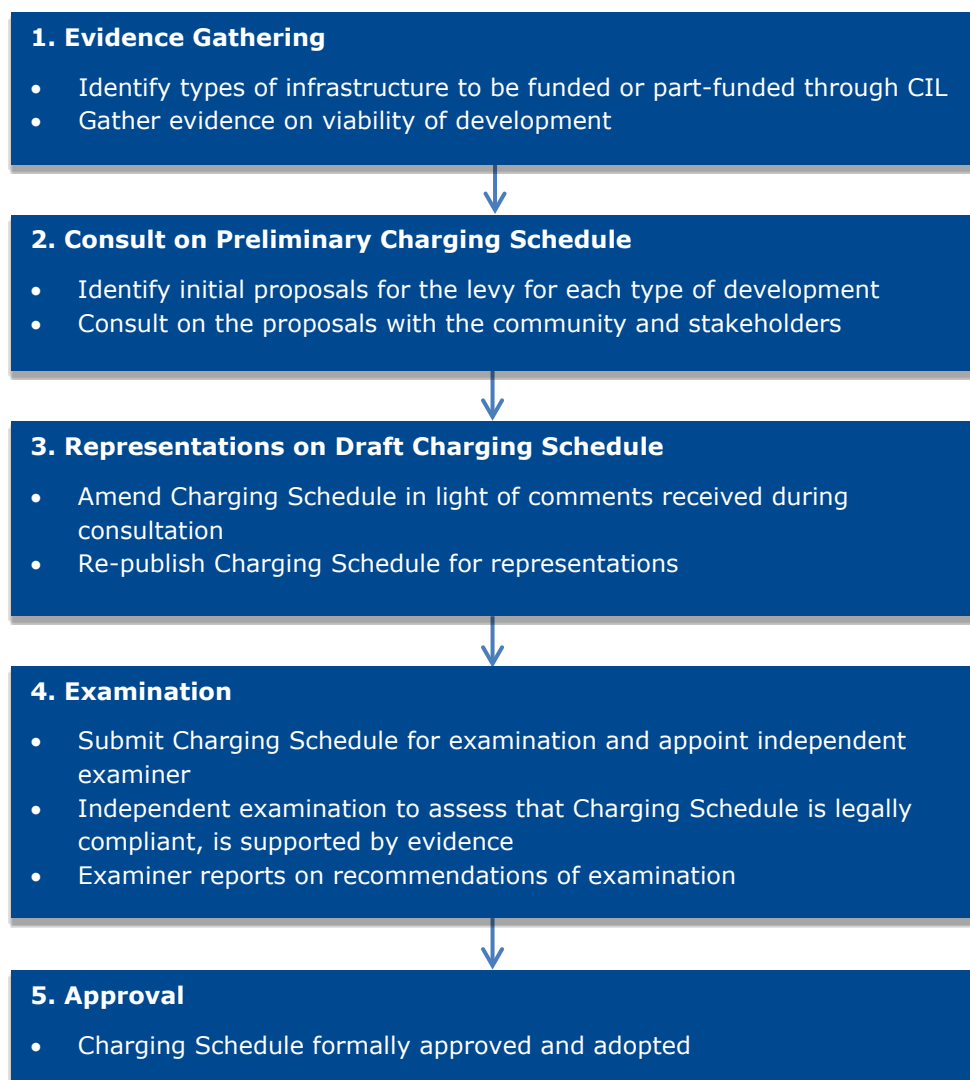 1. Evidence Gathering
• Identify types of infrastructure to be funded or part-funded through CIL
• Gather evidence on viability of development
2. Consult on Preliminary Charging Schedule
• Identify initial proposals for the levy for each type of development
• Consult on the proposals with the community and stakeholders
3. Representations on Draft Charging Schedule
• Amend Charging Schedule in light of comments received during
consultation
• Re-publish Charging Schedule for representations
4. Examination
• Submit Charging Schedule for examination and appoint independent
examiner
• Independent examination to assess that Charging Schedule is legally
compliant, is supported by evidence
• Examiner reports on recommendations of examination
5. Approval
• Charging Schedule formally approved and adopted